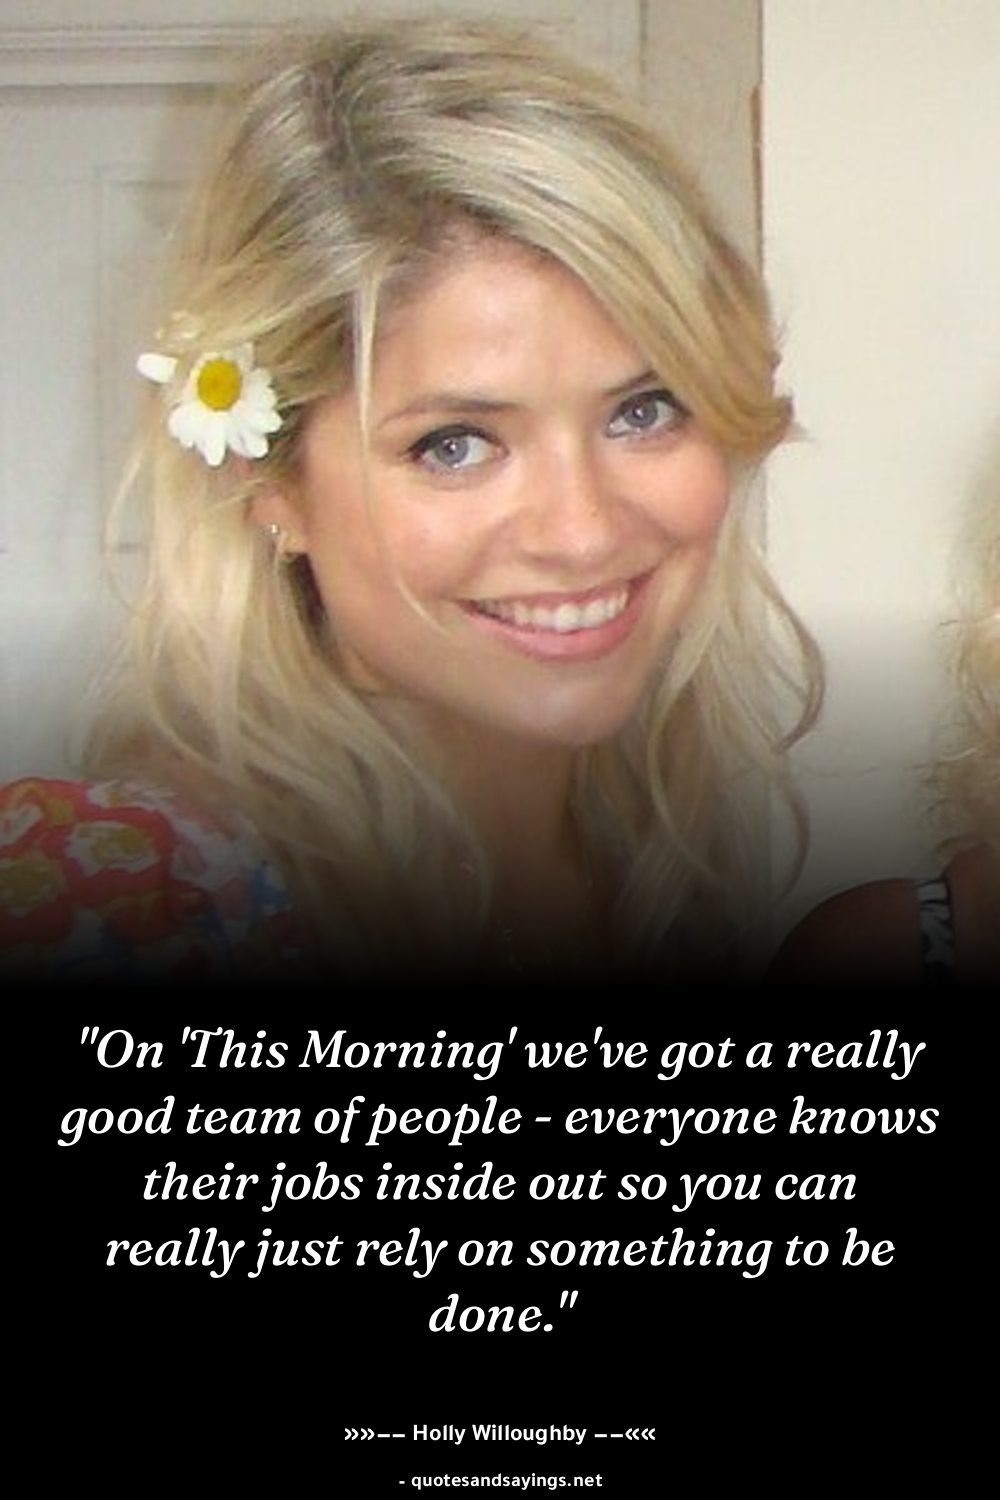 "On 'This Morning' we've got a really
good team of people - everyone knows
their jobs inside out so you can
really just rely on something to be
done."
»»–– Holly Willoughby ––««
- quotesandsayings.net